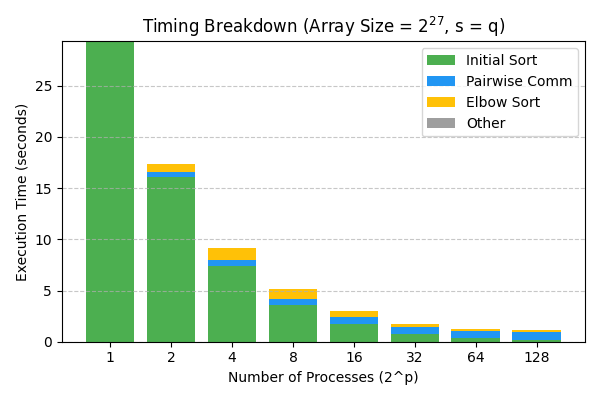 Timing Breakdown (Array Size = 2^27, s = q)
Execution Time (seconds)
25
20
15
10
5
0
Initial Sort
Pairwise Comm
Elbow Sort
Other
1 2 4 8 16 32 64 128
Number of Processes (2^p)